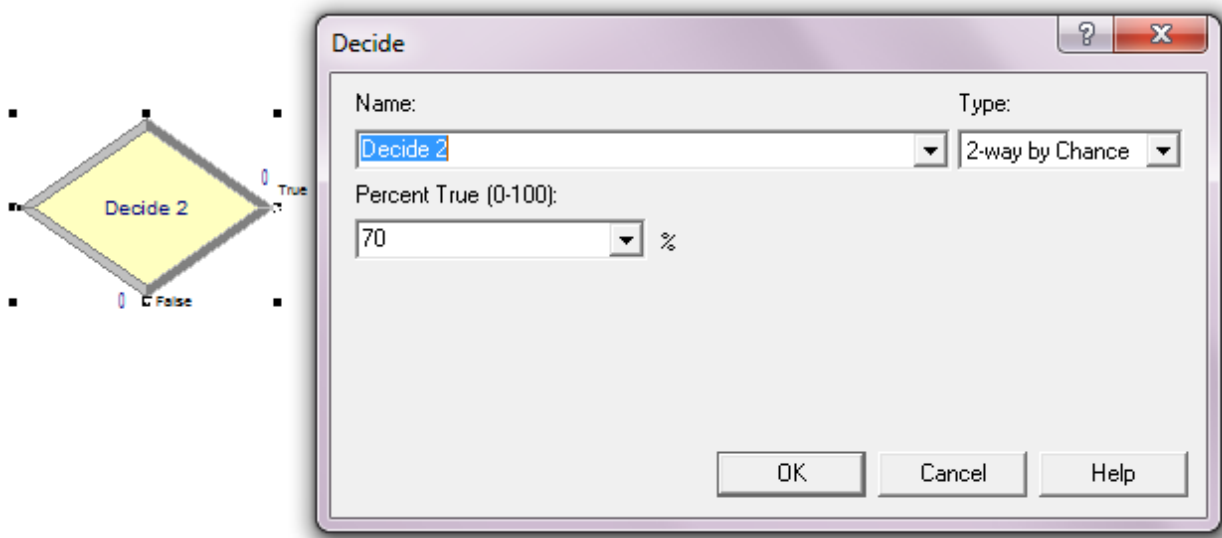 Decide
Name:
Type:
Decide 2
2-way by Chance
Percent True (0-100):
70
%
OK
Cancel
Help
0
True
Decide 2
0
False